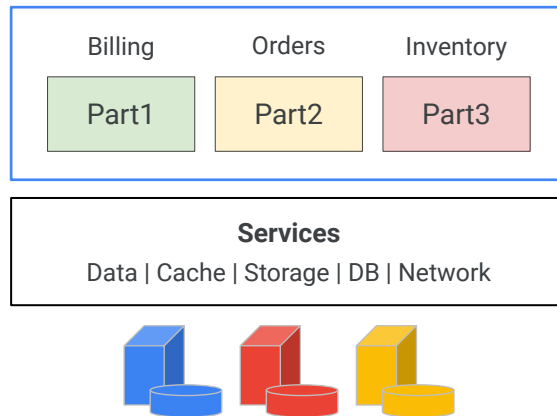 Billing Orders Inventory
Part1 Part2 Part3
Services
Data | Cache | Storage | DB | Network